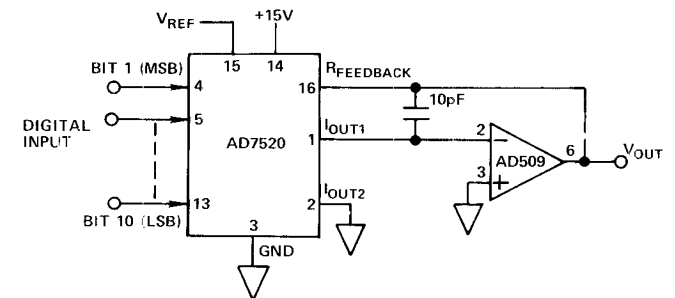 VREF
+15V
15
14
BIT 1 (MSB)
4
16
RFEEDBACK
10pF
DIGITAL
INPUT
5
AD7520
1
IOUT1
2
-
AD509
6
VOUT
3
+
BIT 10 (LSB)
13
2
IOUT2
3
GND